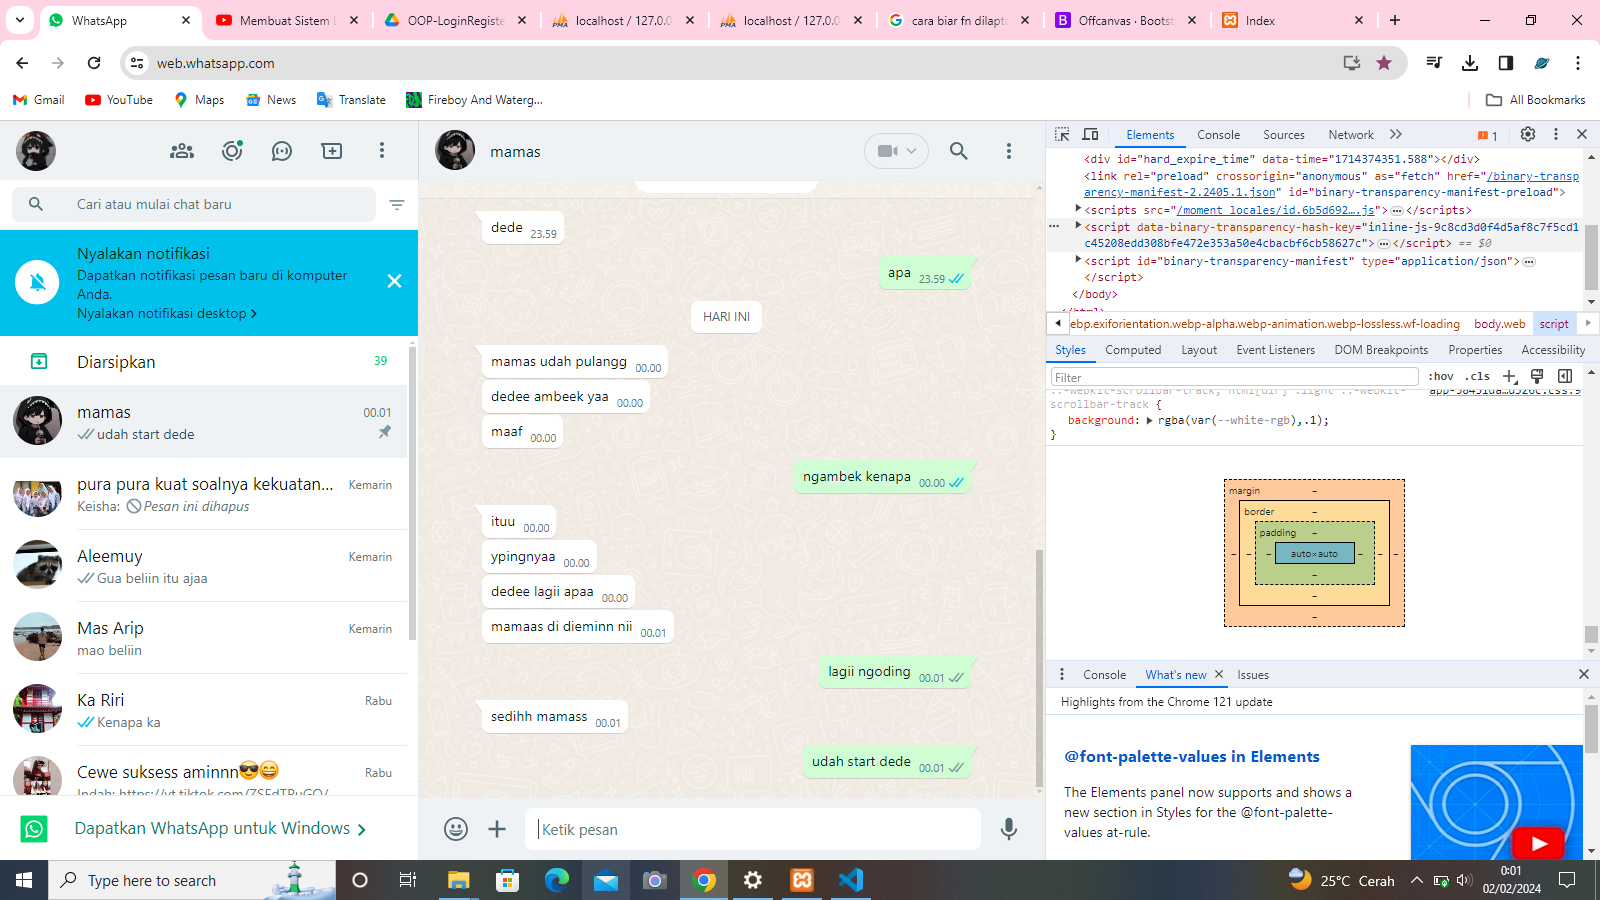 WhatsApp
Membuat Sistem L
OOP-LoginRegiste
localhost / 127.0.0
localhost / 127.0.0
cara biar fn dilapto
Offcanvas · Bootst
Index
web.whatsapp.com
Gmail
YouTube
Maps
News
Translate
Fireboy And Waterg...
All Bookmarks
mamas
Cari atau mulai chat baru
Nyalakan notifikasi
Dapatkan notifikasi pesan baru di komputer
Anda.
Nyalakan notifikasi desktop
Diarsipkan 39
mamas 00.01
udah start dede
pura pura kuat soalnya kekuatan... Kemarin
Keisha: Pesan ini dihapus
Aleemuy Kemarin
Gua beliin itu ajaa
Mas Arip Kemarin
mao beliin
Ka Riri Rabu
Kenapa ka
Cewe suksess aminnn😎😄 Rabu
Indah: https://vt.tiktok.com/ZSFdTPuGO/
Dapatkan WhatsApp untuk Windows
dede 23.59
apa 23.59
HARI INI
mamas udah pulangg 00.00
dedee ambeek yaa 00.00
maaf 00.00
ngambek kenapa 00.00
ituu 00.00
ypingnyaa 00.00
dedee lagii apaa 00.00
mamaas di dieminn nii 00.01
lagii ngoding 00.01
sedihh mamass 00.01
udah start dede 00.01
Ketik pesan
Elements Console Sources Network 1
<div id="hard_expire_time" data-time="1714374351.588"></div>
<link rel="preload" crossorigin="anonymous" as="fetch" href="/binary-transp
arency-manifest-2.2405.1.json" id="binary-transparency-manifest-preload">
<scripts src="/moment_locales/id.6b5d692….js">…</scripts>
<script data-binary-transparency-hash-key="inline-js-9c8cd3d0f4d5af8c7f5cd1
c45208edd308bfe472e353a50e4cbacbf6cb58627c">…</script> == $0
<script id="binary-transparency-manifest" type="application/json">…
</script>
</body>
</html>
ebp.exiforientation.webp-alpha.webp-animation.webp-lossless.wf-loading body.web script
Styles Computed Layout Event Listeners DOM Breakpoints Properties Accessibility
Filter :hov .cls
scrollbar-track {
background: rgba(var(--white-rgb),.1);
}
margin –
border –
padding –
– – – auto×auto – – –
–
–
–
Console What's new Issues
Highlights from the Chrome 121 update
@font-palette-values in Elements
The Elements panel now supports and shows a
new section in Styles for the @font-palette-
values at-rule.
Type here to search
25°C Cerah
0:01
02/02/2024